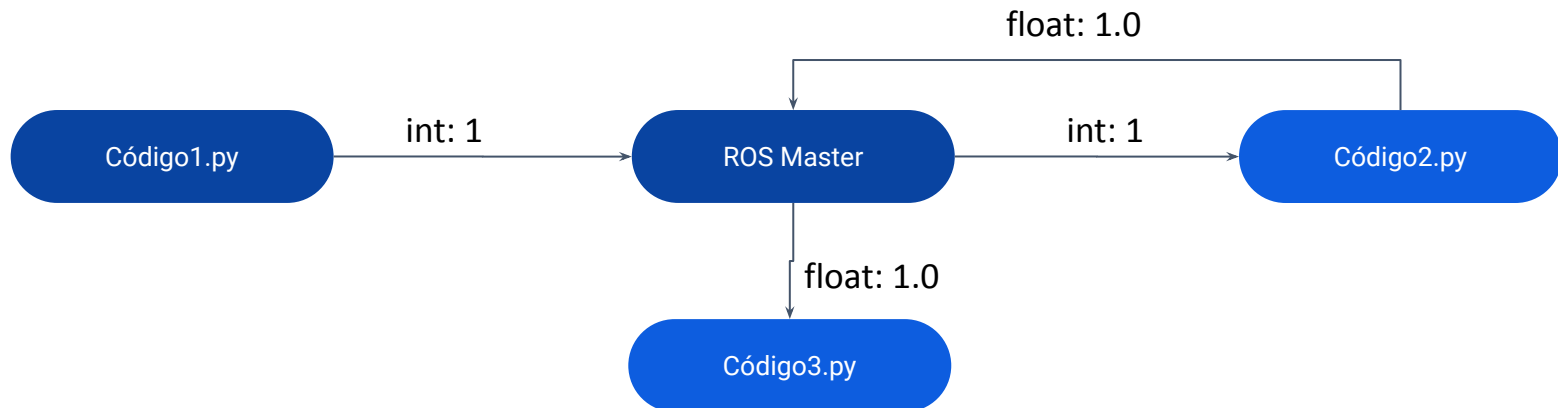 float: 1.0
int: 1
int: 1
Código1.py
ROS Master
Código2.py
float: 1.0
Código3.py